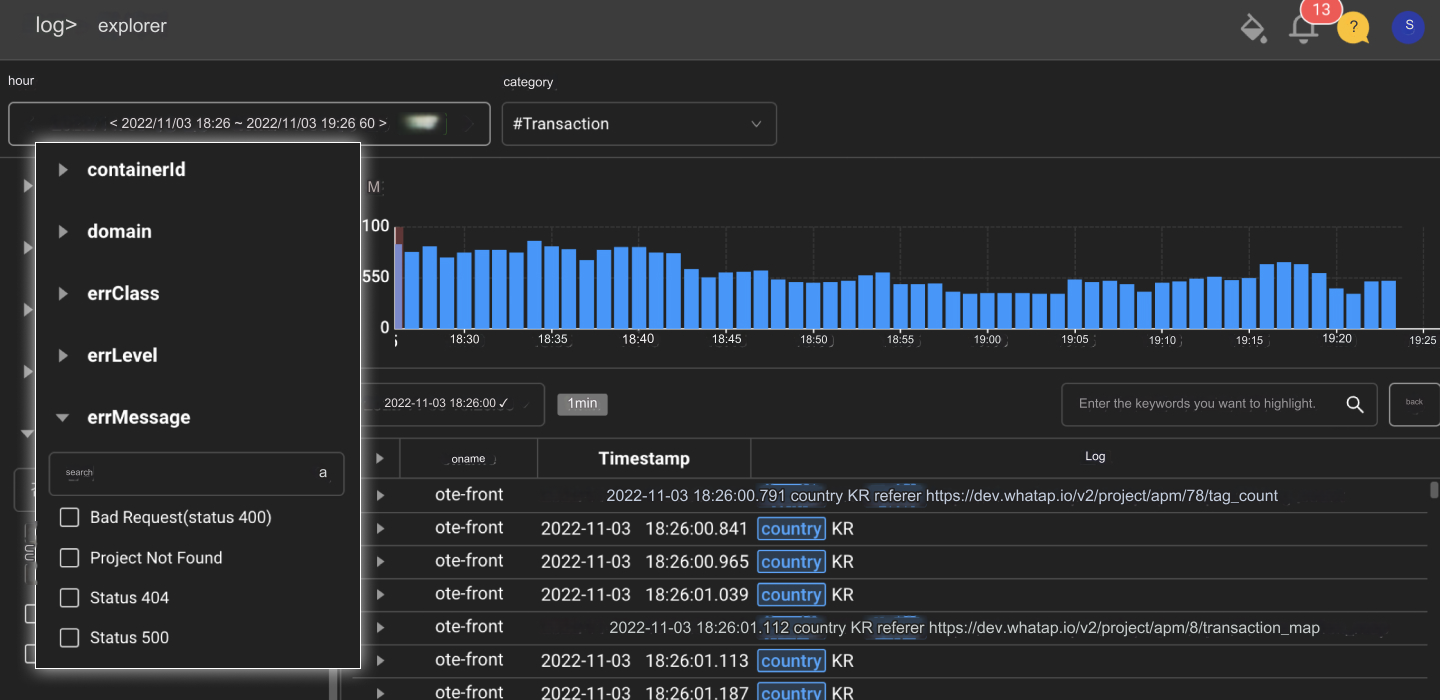 log> explorer
13
?
S
hour
category
< 2022/11/03 18:26 ~ 2022/11/03 19:26 60 >
#Transaction
containerId
domain
errClass
errLevel
errMessage
search a
Bad Request(status 400)
Project Not Found
Status 404
Status 500
M
100
550
0
18:30 18:35 18:40 18:45 18:50 18:55 19:00 19:05 19:10 19:15 19:20 19:25
2022-11-03 18:26:00 ✓
1min
Enter the keywords you want to highlight.
back
oname Timestamp Log
ote-front 2022-11-03 18:26:00.791 country KR referer https://dev.whatap.io/v2/project/apm/78/tag_count
ote-front 2022-11-03 18:26:00.841 country KR
ote-front 2022-11-03 18:26:00.965 country KR
ote-front 2022-11-03 18:26:01.039 country KR
ote-front 2022-11-03 18:26:01.112 country KR referer https://dev.whatap.io/v2/project/apm/8/transaction_map
ote-front 2022-11-03 18:26:01.113 country KR
ote-front 2022-11-03 18:26:01.187 country KR